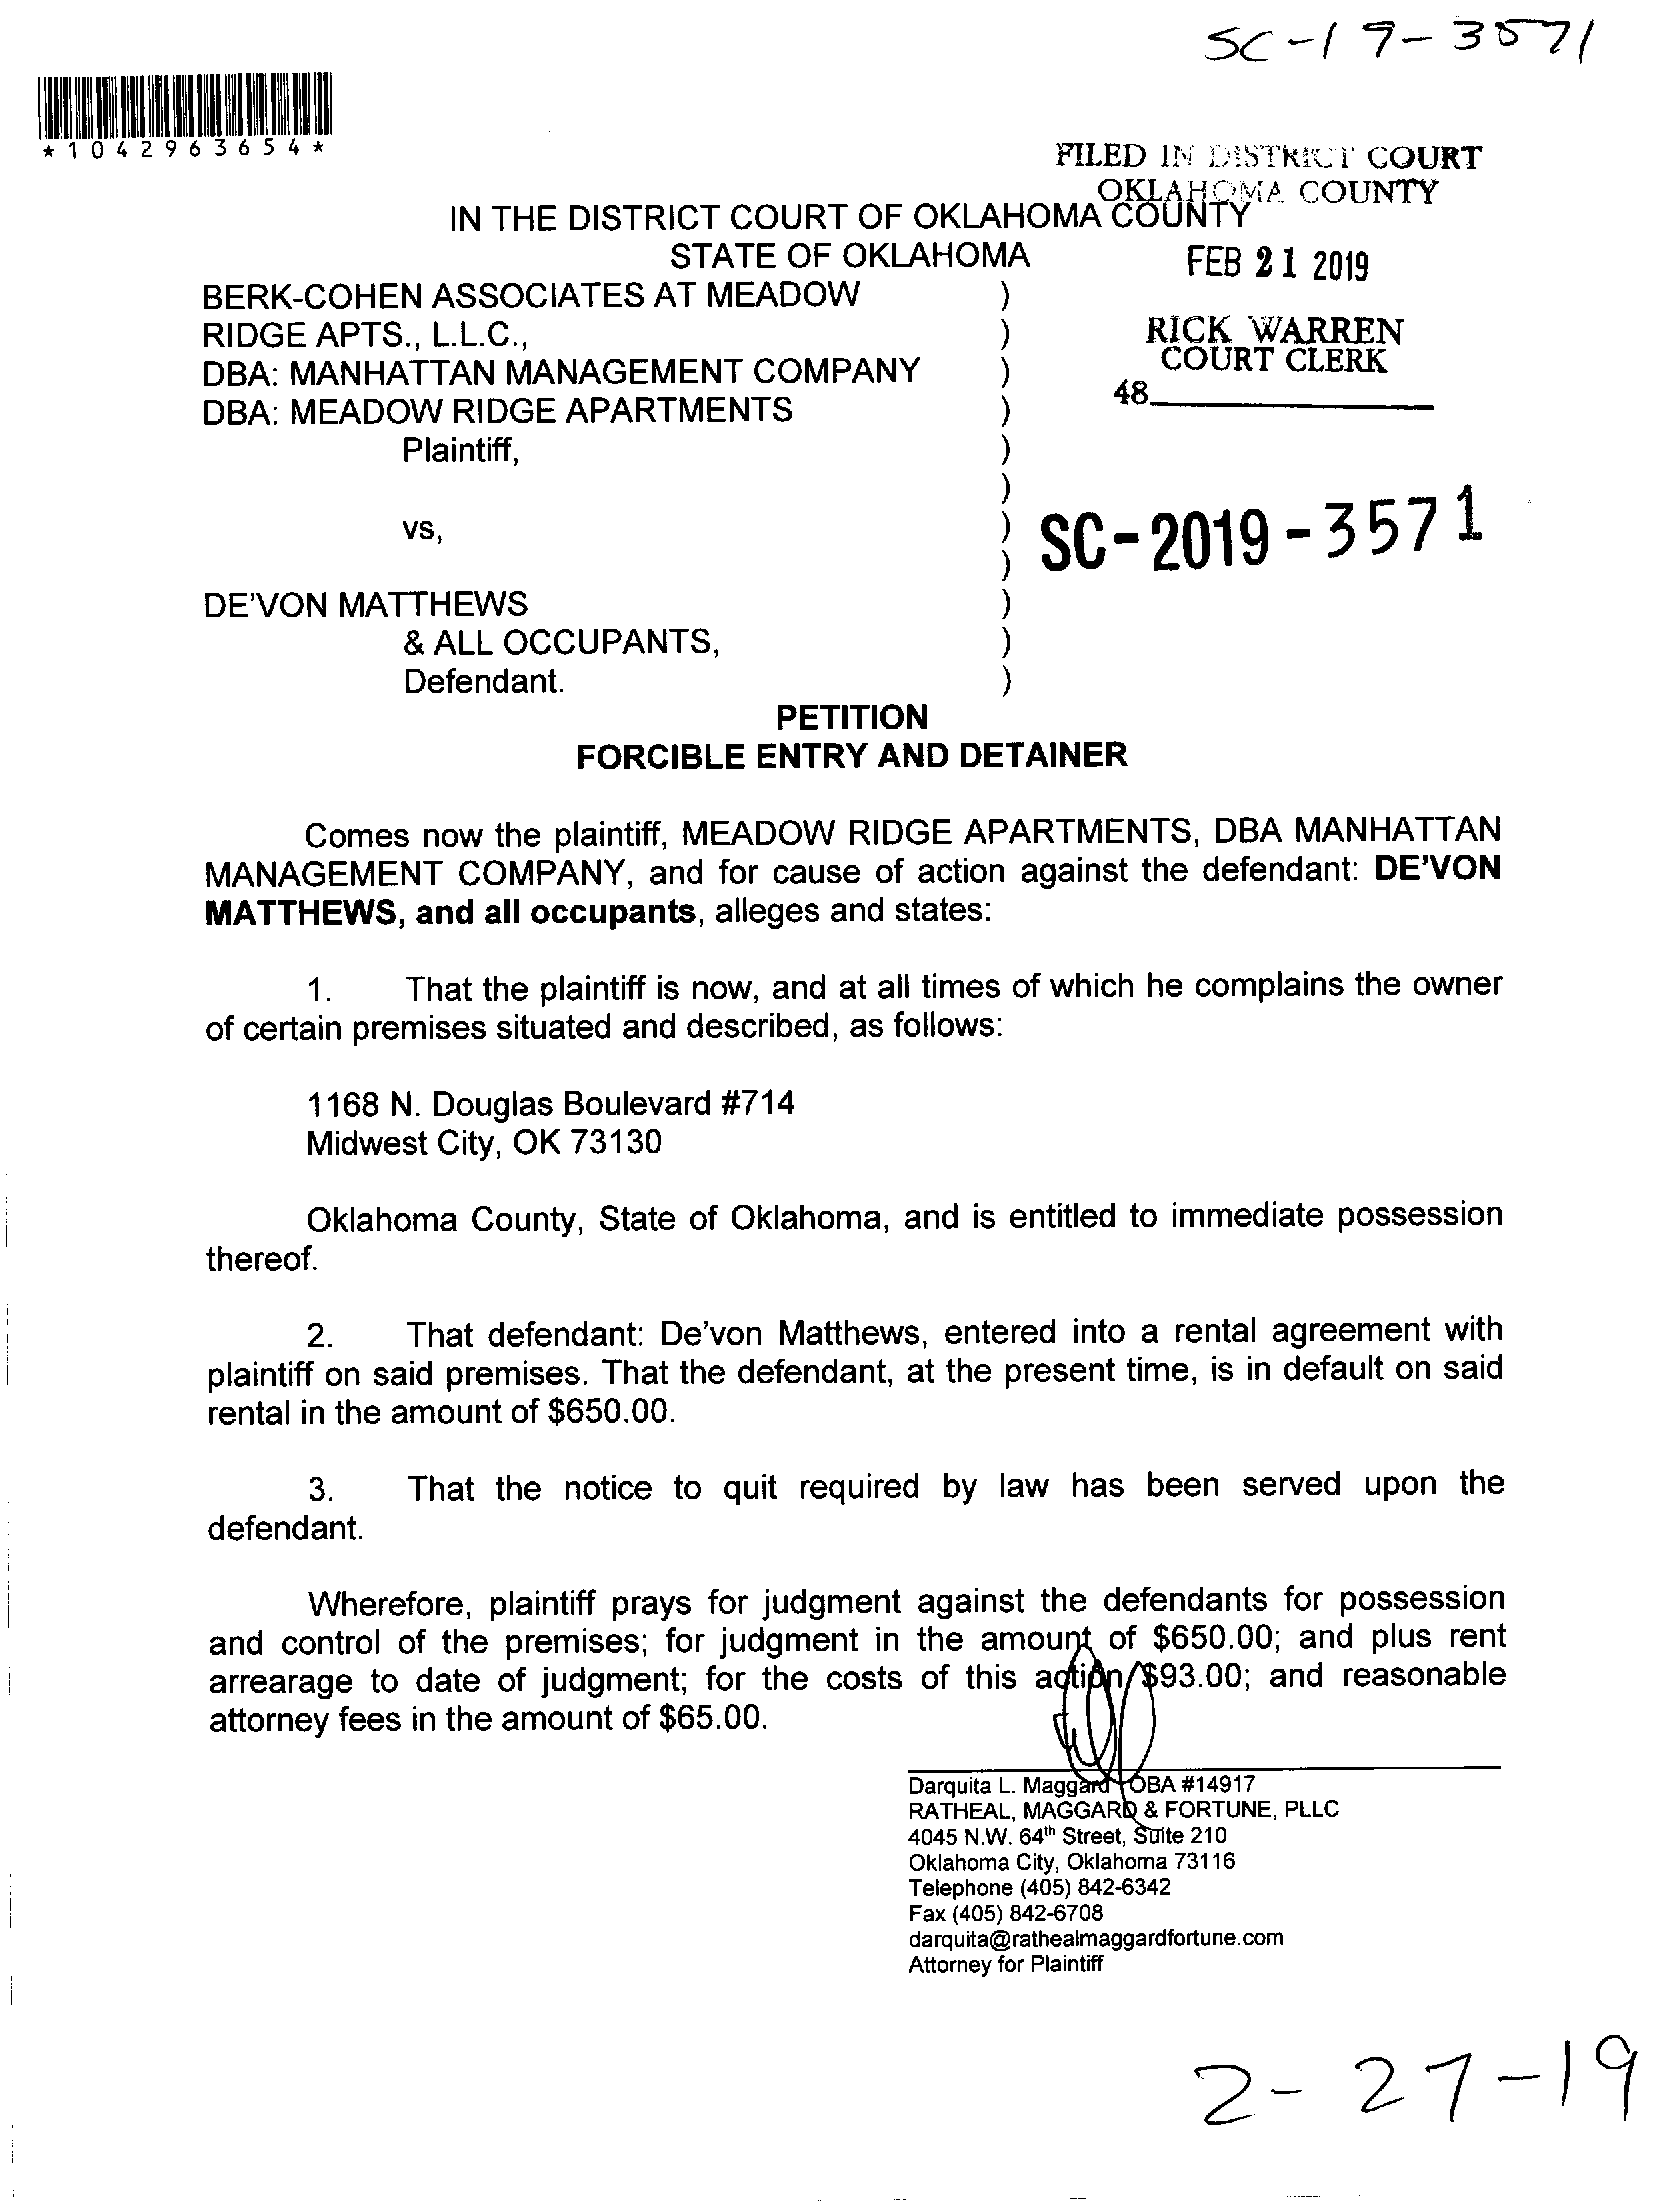 SC-19-3571
*1042963654*
FILED IN DISTRICT COURT
OKLAHOMA COUNTY
IN THE DISTRICT COURT OF OKLAHOMA COUNTY
STATE OF OKLAHOMA
FEB 21 2019
BERK-COHEN ASSOCIATES AT MEADOW )
RIDGE APTS., L.L.C., )
RICK WARREN
COURT CLERK
DBA: MANHATTAN MANAGEMENT COMPANY )
48
DBA: MEADOW RIDGE APARTMENTS )
Plaintiff, )
)
vs, )
SC-2019-3571
)
DE'VON MATTHEWS )
& ALL OCCUPANTS, )
Defendant. )
PETITION
FORCIBLE ENTRY AND DETAINER
Comes now the plaintiff, MEADOW RIDGE APARTMENTS, DBA MANHATTAN
MANAGEMENT COMPANY, and for cause of action against the defendant: DE'VON
MATTHEWS, and all occupants, alleges and states:
1. That the plaintiff is now, and at all times of which he complains the owner
of certain premises situated and described, as follows:
1168 N. Douglas Boulevard #714
Midwest City, OK 73130
Oklahoma County, State of Oklahoma, and is entitled to immediate possession
thereof.
2. That defendant: De'von Matthews, entered into a rental agreement with
plaintiff on said premises. That the defendant, at the present time, is in default on said
rental in the amount of $650.00.
3. That the notice to quit required by law has been served upon the
defendant.
Wherefore, plaintiff prays for judgment against the defendants for possession
and control of the premises; for judgment in the amount of $650.00; and plus rent
arrearage to date of judgment; for the costs of this action $93.00; and reasonable
attorney fees in the amount of $65.00.
Darquita L. Maggard OBA #14917
RATHEAL, MAGGARD & FORTUNE, PLLC
4045 N.W. 64th Street, Suite 210
Oklahoma City, Oklahoma 73116
Telephone (405) 842-6342
Fax (405) 842-6708
darquita@rathealmaggardfortune.com
Attorney for Plaintiff
2-27-19